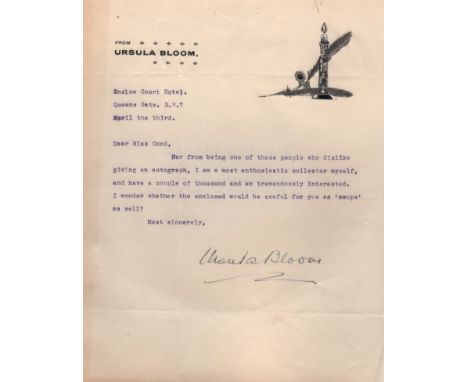 FROM
URSULA BLOOM.
Onslow Court Hotel.
Queens Gate. S.W.7
April the third.
Dear Miss Cond,
Far from being one of those people who dislike
giving an autograph, I am a most enthusiastic collector myself,
and have a couple of thousand and am tremendously interested.
I wonder whether the enclosed would be useful for you as 'swops'
as well?
Most sincerely,
Ursula Bloom